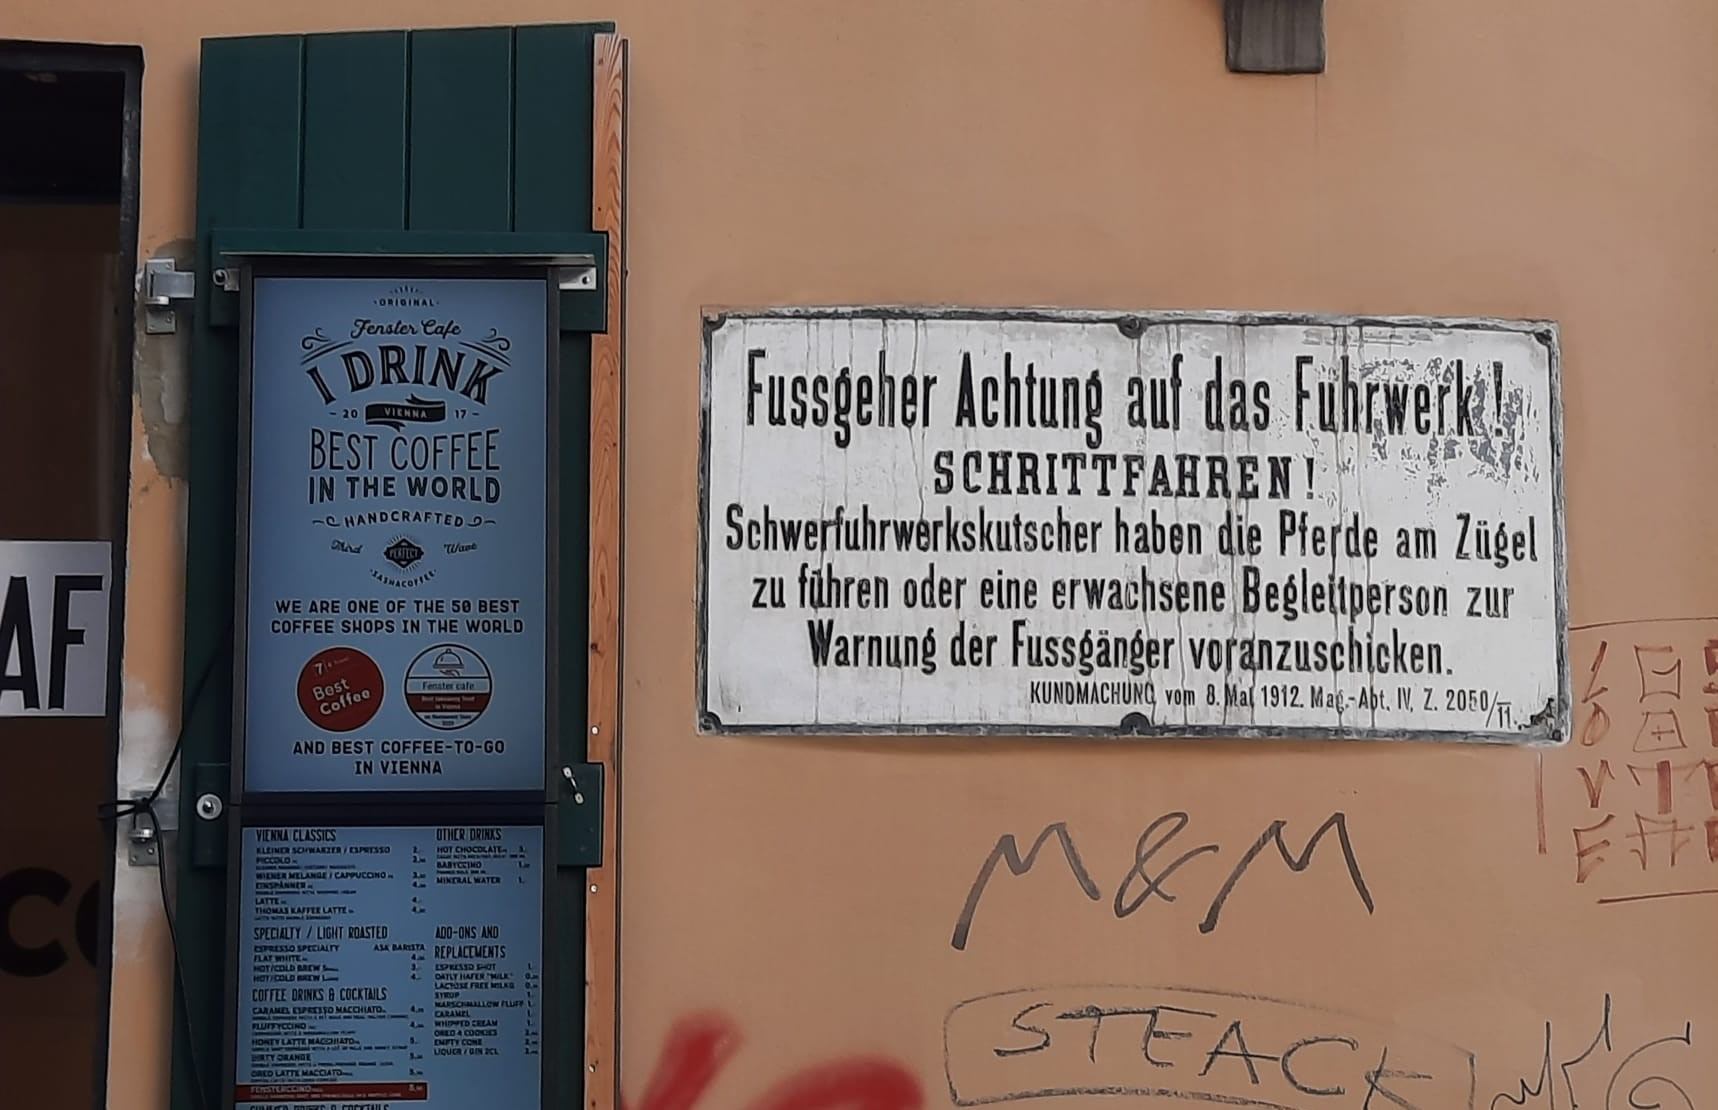 ORIGINAL
Fenster Cafe
I DRINK
20 VIENNA 17
BEST COFFEE
IN THE WORLD
HANDCRAFTED
Third PERFECT Wave
SASHACOFFEE
WE ARE ONE OF THE 50 BEST
COFFEE SHOPS IN THE WORLD
Best
Coffee
Fenster cafe
AND BEST COFFEE-TO-GO
IN VIENNA
VIENNA CLASSICS
KLEINER SCHWARZER / ESPRESSO
PICCOLO
WIENER MELANGE / CAPPUCCINO
EINSPÄNNER
LATTE
THOMAS KAFFEE LATTE
SPECIALTY / LIGHT ROASTED
ESPRESSO SPECIALTY ASK BARISTA
FLAT WHITE
HOT/COLD BREW
HOT/COLD BREW
COFFEE DRINKS & COCKTAILS
CARAMEL ESPRESSO MACCHIATO
FLUFFYCCINO
HONEY LATTE MACCHIATO
DIRTY ORANGE
OREO LATTE MACCIATO
FENSTERCCINO
SUMMER DRINKS & COCKTAILS
OTHER DRINKS
HOT CHOCOLATE
BABYCCINO
MINERAL WATER
ADD-ONS AND
REPLACEMENTS
ESPRESSO SHOT
OATLY HAFER "MILK"
LACTOSE FREE MILK
SYRUP
MARSCHMALLOW FLUFF
CARAMEL
WHIPPED CREAM
OREO 4 COOKIES
EMPTY CONE
LIQUER / GIN 2CL
AF
Fussgeher Achtung auf das Fuhrwerk!
SCHRITTFAHREN!
Schwerfuhrwerkskutscher haben die Pferde am Zügel
zu führen oder eine erwachsene Begleitperson zur
Warnung der Fussgänger voranzuschicken.
KUNDMACHUNG vom 8. Mai 1912. Mag.-Abt. IV, Z. 2050/II.
M&M
STEACK